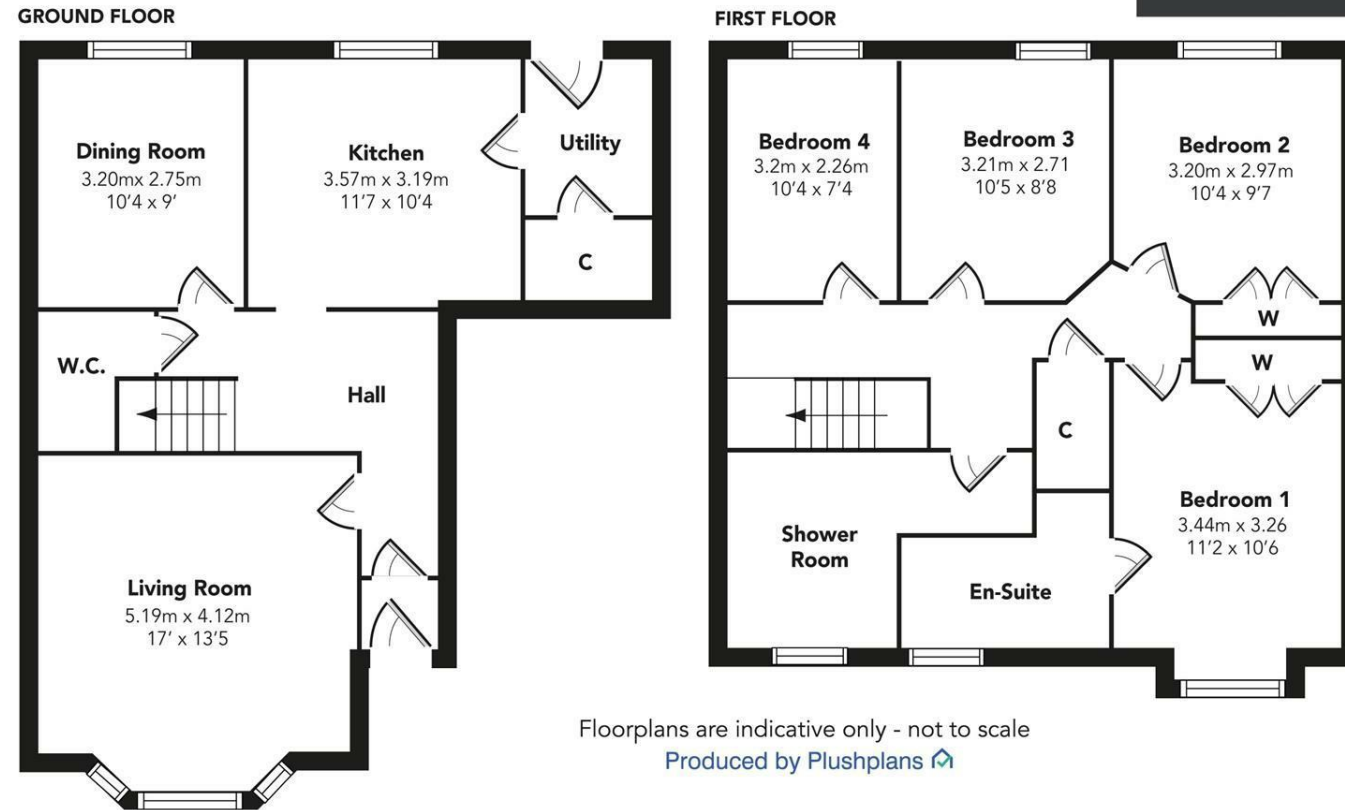 GROUND FLOOR
Dining Room
3.20mx 2.75m
10'4 x 9'
Kitchen
3.57m x 3.19m
11'7 x 10'4
Utility
C
W.C.
Hall
Living Room
5.19m x 4.12m
17' x 13'5
FIRST FLOOR
Bedroom 4
3.2m x 2.26m
10'4 x 7'4
Bedroom 3
3.21m x 2.71
10'5 x 8'8
Bedroom 2
3.20m x 2.97m
10'4 x 9'7
W
W
C
Bedroom 1
3.44m x 3.26
11'2 x 10'6
Shower
Room
En-Suite
Floorplans are indicative only - not to scale
Produced by Plushplans